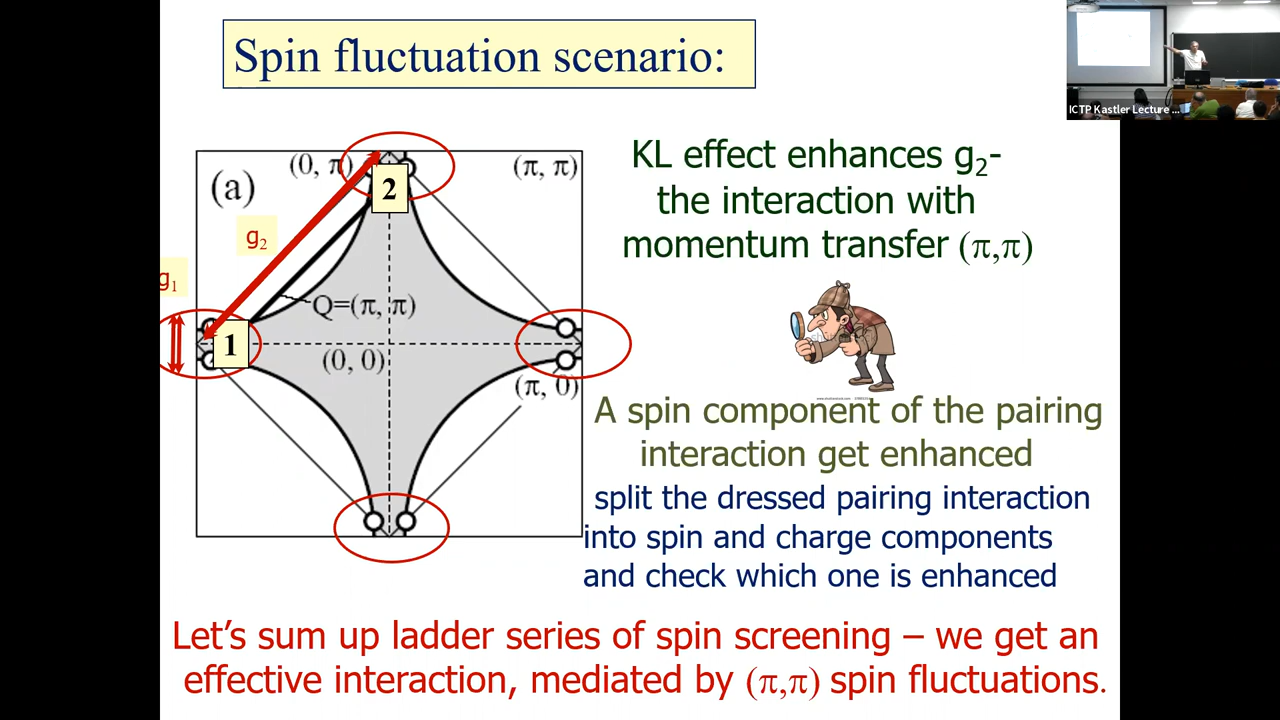 Spin fluctuation scenario:
ICTP Kastler Lecture ...
(0, π)
(π, π)
(a)
2
g₂
g₁
Q=(π, π)
1
(0, 0)
(π, 0)
KL effect enhances g₂-
the interaction with
momentum transfer (π,π)
A spin component of the pairing
interaction get enhanced
split the dressed pairing interaction
into spin and charge components
and check which one is enhanced
Let's sum up ladder series of spin screening – we get an
effective interaction, mediated by (π,π) spin fluctuations.